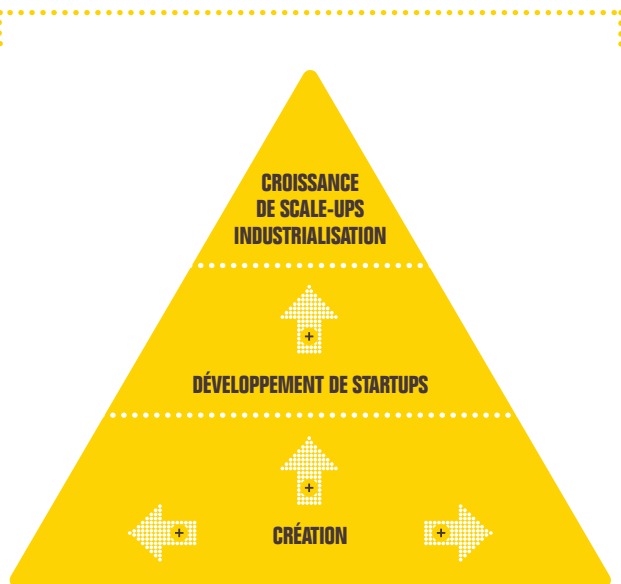 CROISSANCE
DE SCALE-UPS
INDUSTRIALISATION
+
DÉVELOPPEMENT DE STARTUPS
+
+ CRÉATION +